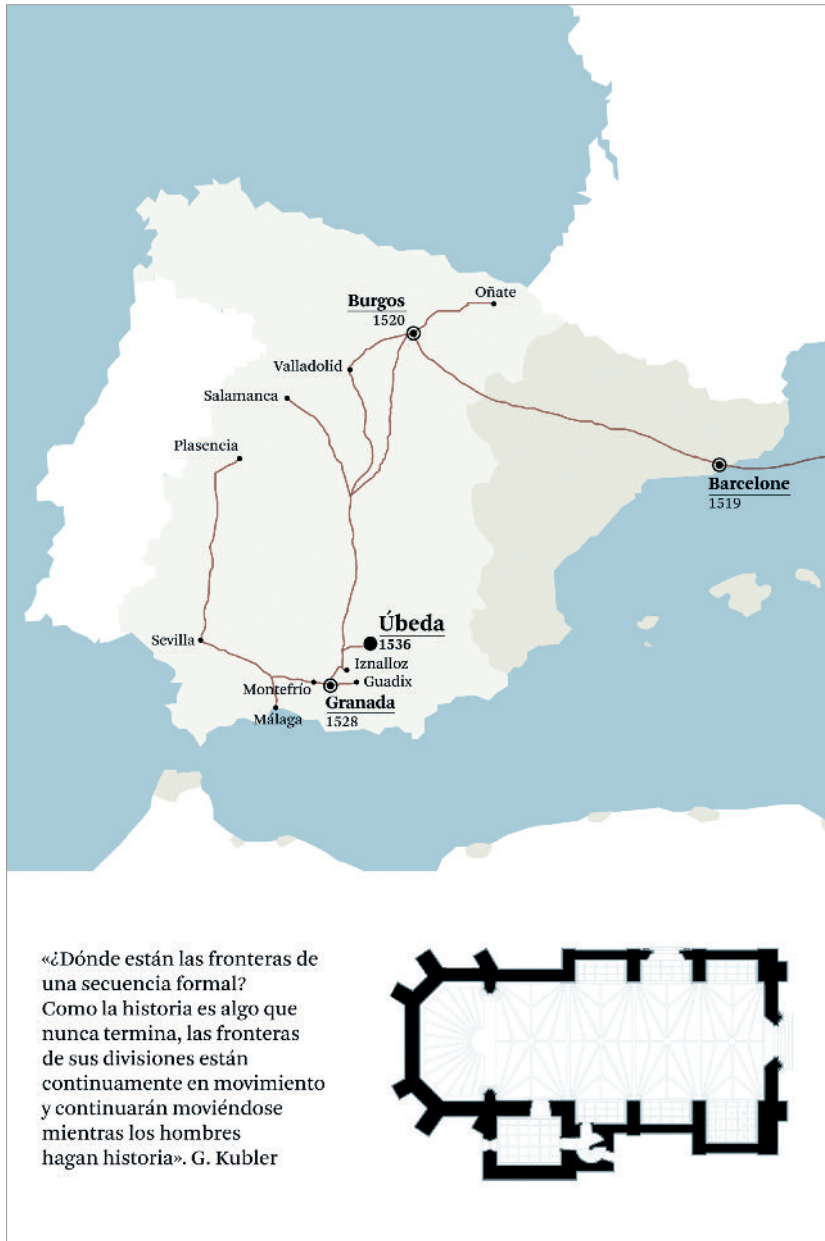 Oñate
Burgos
1520
Valladolid
Salamanca
Plasencia
Barcelone
1519
Úbeda
1536
Sevilla
Iznalloz
Guadix
Montefrío
Granada
1528
Málaga
«¿Dónde están las fronteras de
una secuencia formal?
Como la historia es algo que
nunca termina, las fronteras
de sus divisiones están
continuamente en movimiento
y continuarán moviéndose
mientras los hombres
hagan historia». G. Kubler